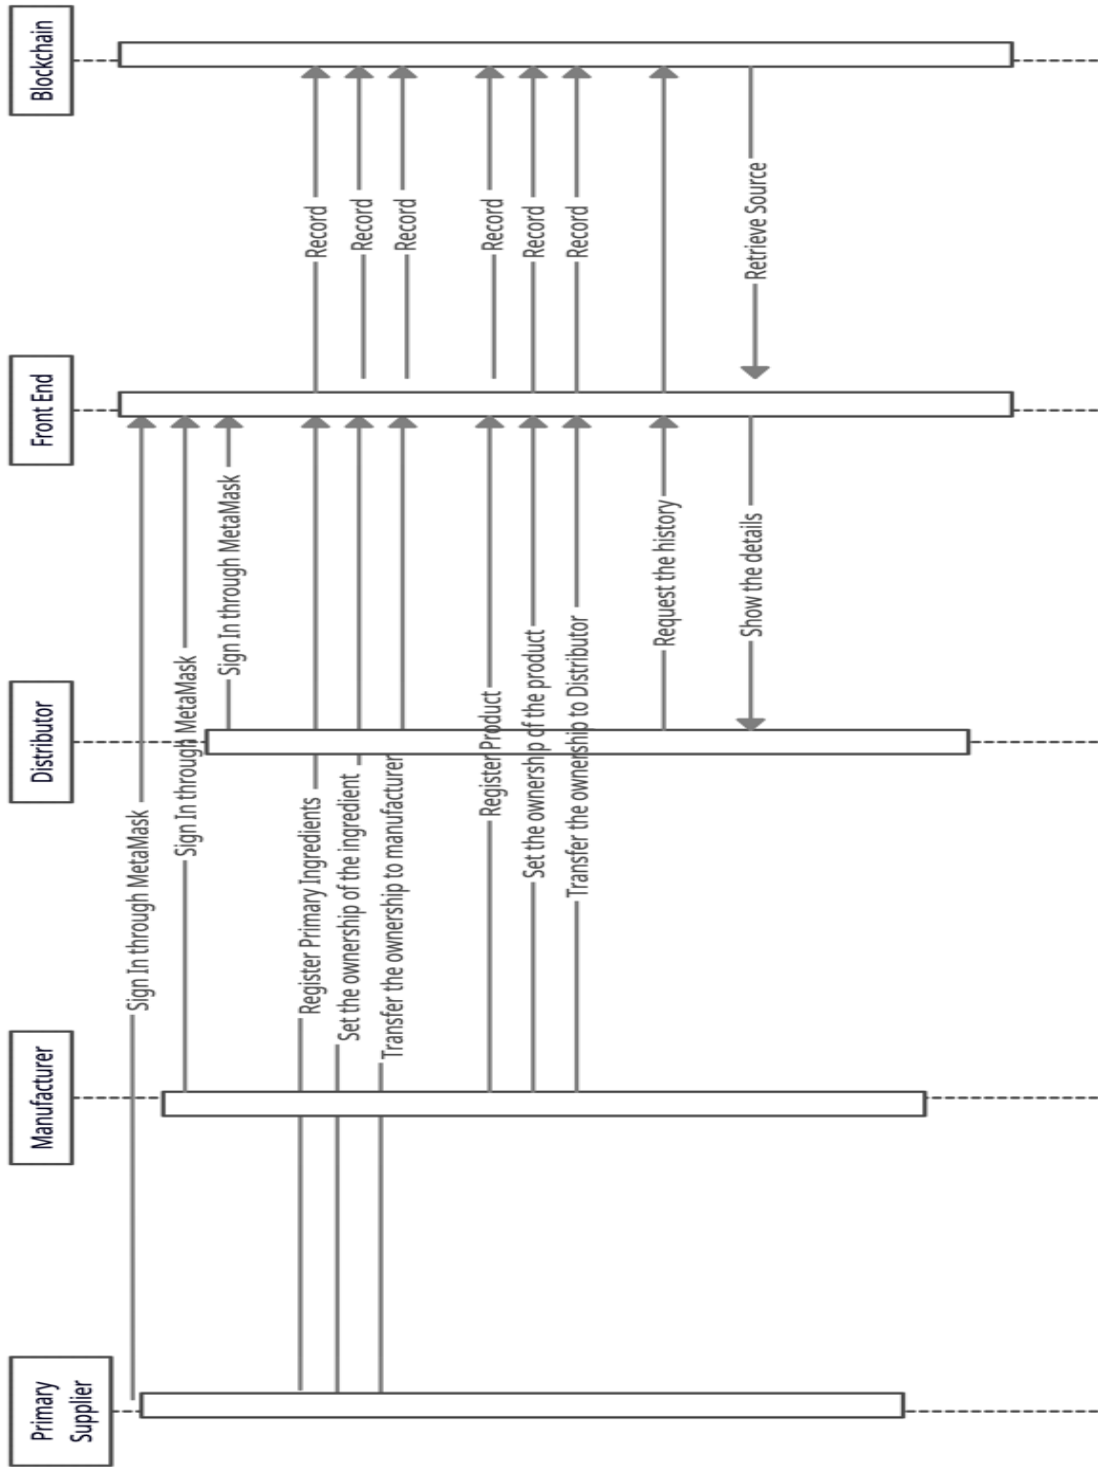 Primary
Supplier
Manufacturer
Distributor
Front End
Blockchain
Sign In through MetaMask
Sign In through MetaMask
Sign In through MetaMask
Register Primary Ingredients
Record
Set the ownership of the ingredient
Record
Transfer the ownership to manufacturer
Record
Register Product
Record
Set the ownership of the product
Record
Transfer the ownership to Distributor
Record
Request the history
Show the details
Retrieve Source